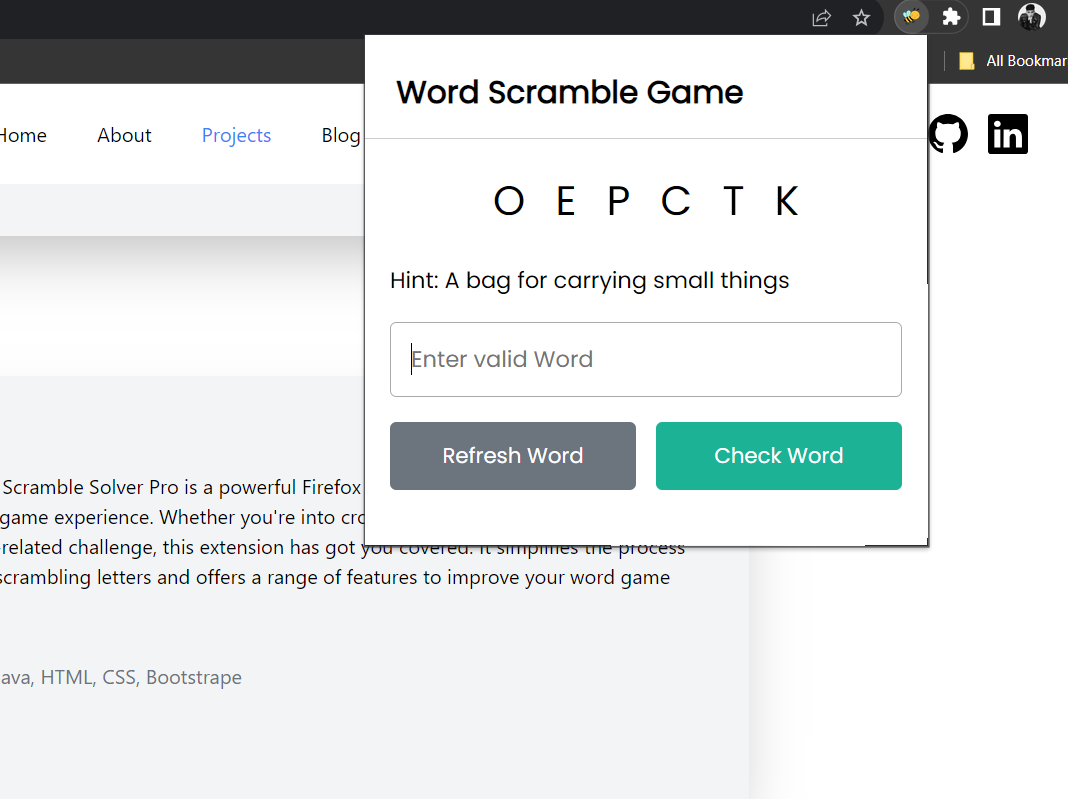 All Bookmar
Word Scramble Game
Home About Projects Blog
in
O E P C T K
Hint: A bag for carrying small things
Enter valid Word
Refresh Word Check Word
Scramble Solver Pro is a powerful Firefox
game experience. Whether you're into cro
-related challenge, this extension has got you covered. It simplifies the process
scrambling letters and offers a range of features to improve your word game
ava, HTML, CSS, Bootstrape